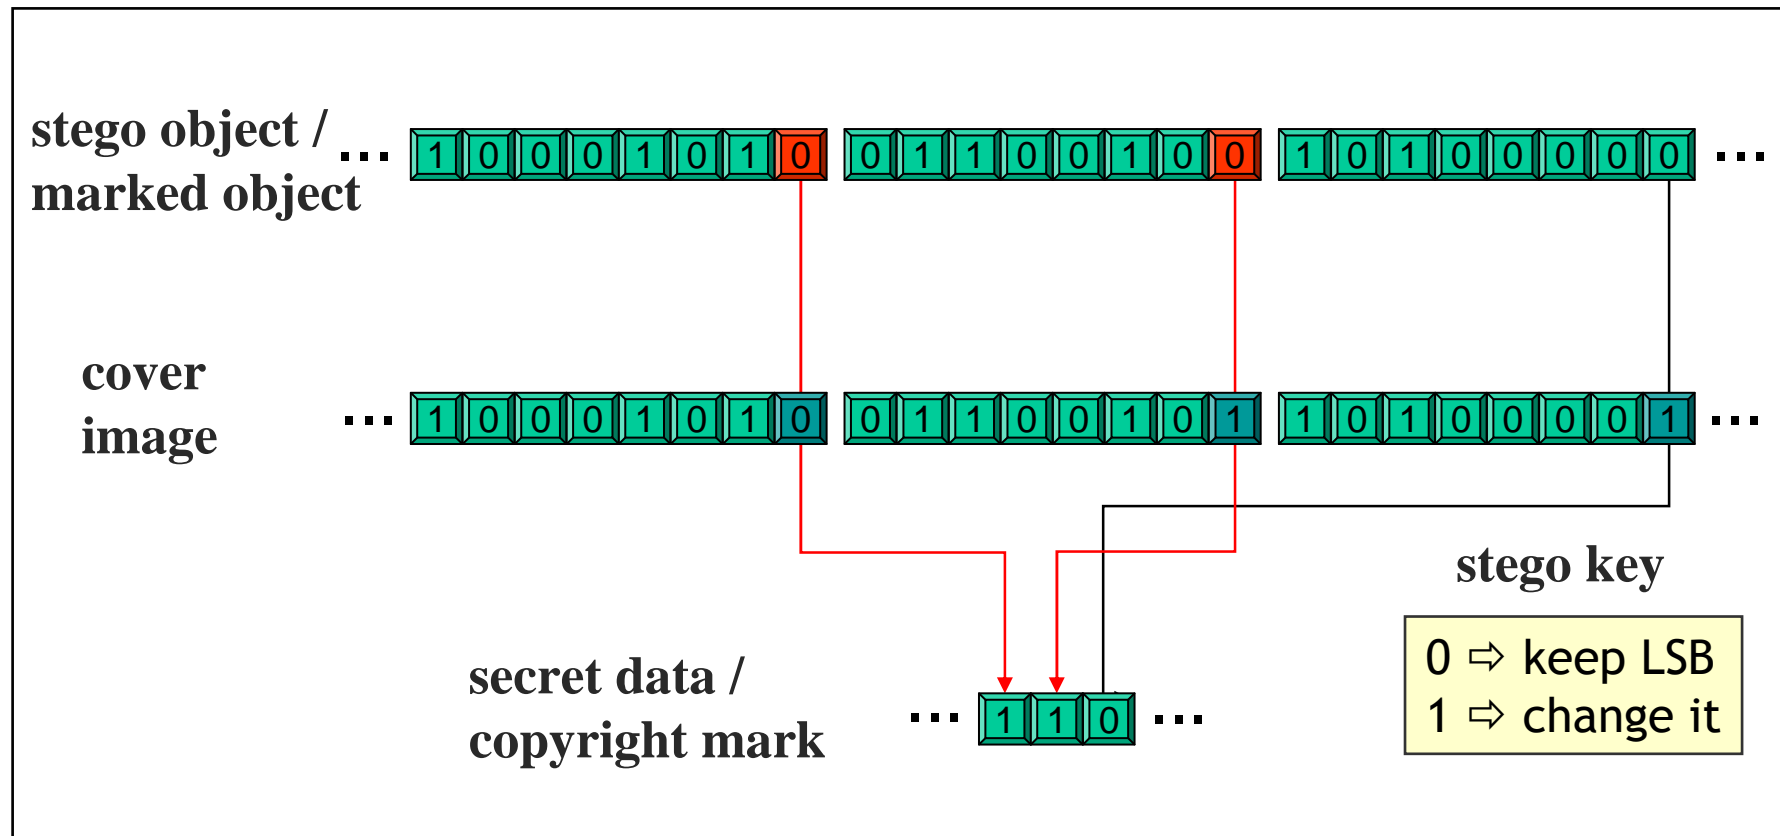 stego object /
marked object
... 1 0 0 0 1 0 1 0 0 1 1 0 0 1 0 0 1 0 1 0 0 0 0 0 ...
cover
image
... 1 0 0 0 1 0 1 0 0 1 1 0 0 1 0 1 1 0 1 0 0 0 0 1 ...
stego key
0 ⇨ keep LSB
1 ⇨ change it
secret data /
copyright mark
... 1 1 0 ...